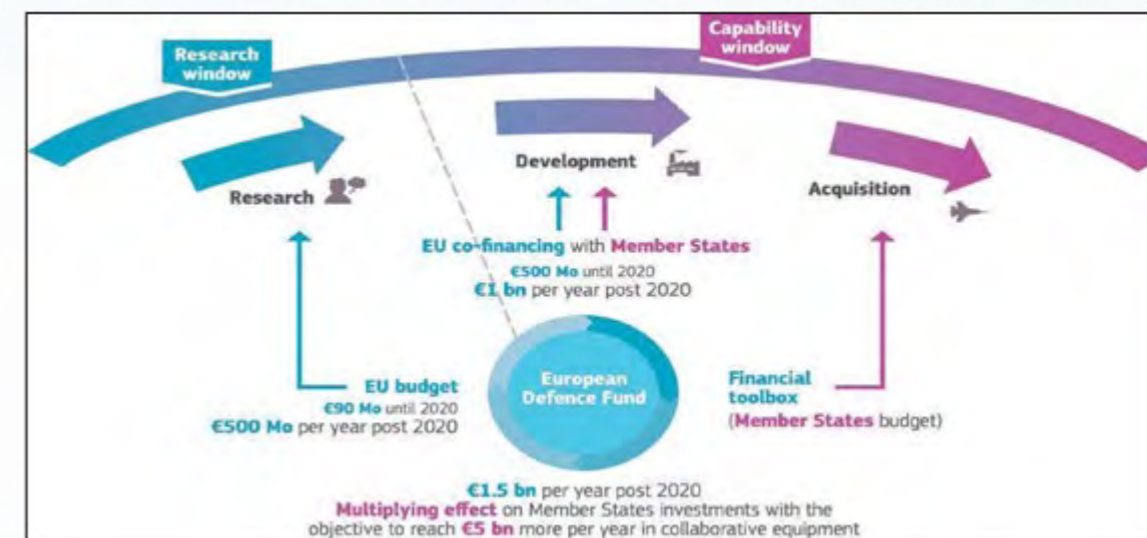 Research
window
Capability
window
Research
Development
Acquisition
EU co-financing with Member States
€500 Mo until 2020
€1 bn per year post 2020
EU budget
€90 Mo until 2020
€500 Mo per year post 2020
European
Defence Fund
Financial
toolbox
(Member States budget)
€1.5 bn per year post 2020
Multiplying effect on Member States investments with the
objective to reach €5 bn more per year in collaborative equipment